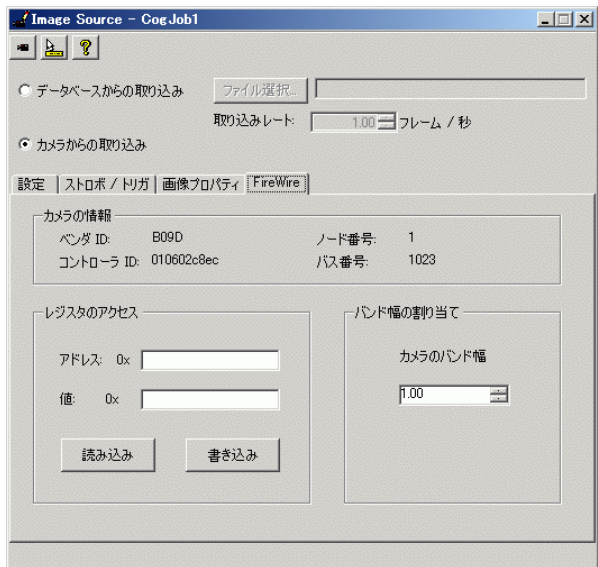 Image Source - CogJob1
データベースからの取り込み
ファイル選択...
取り込みレート: 1.00 フレーム / 秒
カメラからの取り込み
設定 ストロボ / トリガ 画像プロパティ FireWire
カメラの情報
ベンダ ID: B09D ノード番号: 1
コントローラ ID: 010602c8ec バス番号: 1023
レジスタのアクセス
アドレス: 0x
値: 0x
読み込み 書き込み
バンド幅の割り当て
カメラのバンド幅
1.00